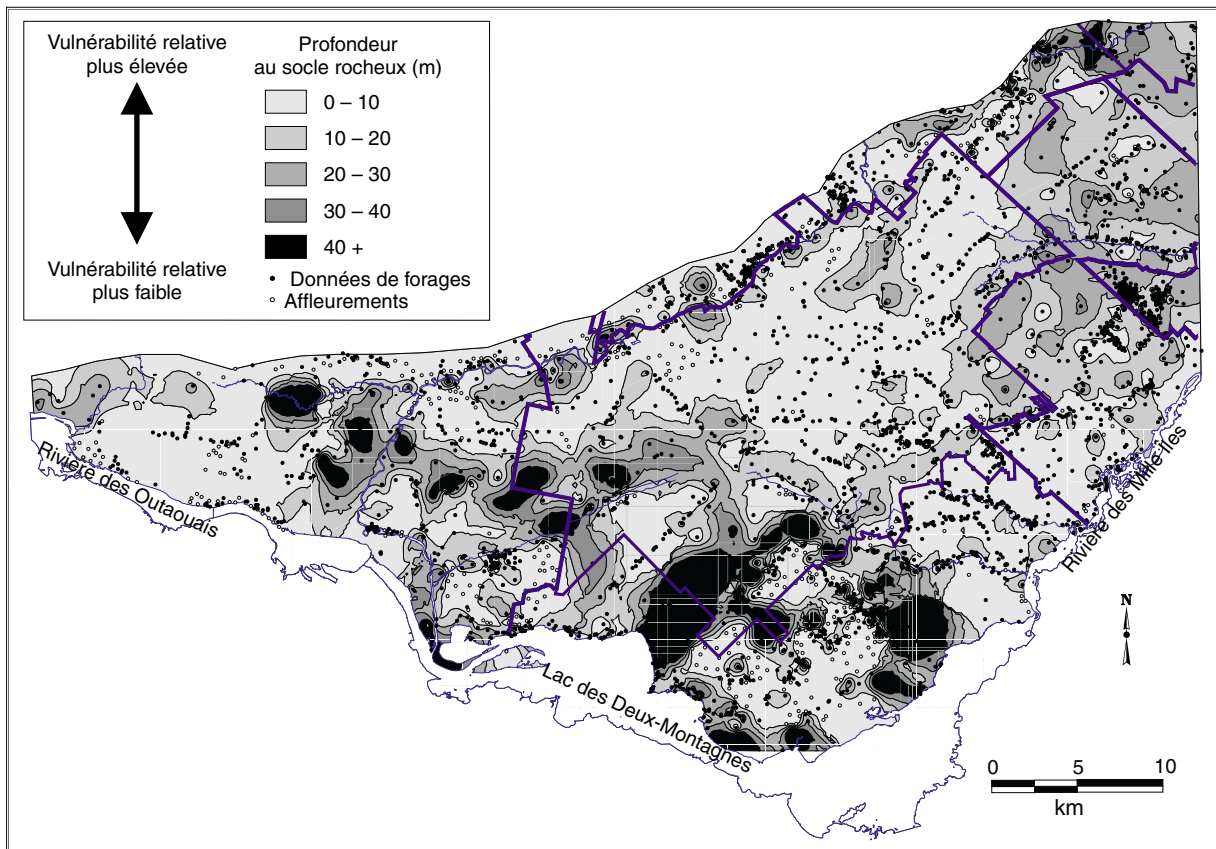 Vulnérabilité relative
plus élevée
Vulnérabilité relative
plus faible
Profondeur
au socle rocheux (m)
0 – 10
10 – 20
20 – 30
30 – 40
40 +
Données de forages
Affleurements
Rivière des Outaouais
Lac des Deux-Montagnes
Rivière des Mille-Iles
N
0 5 10
km